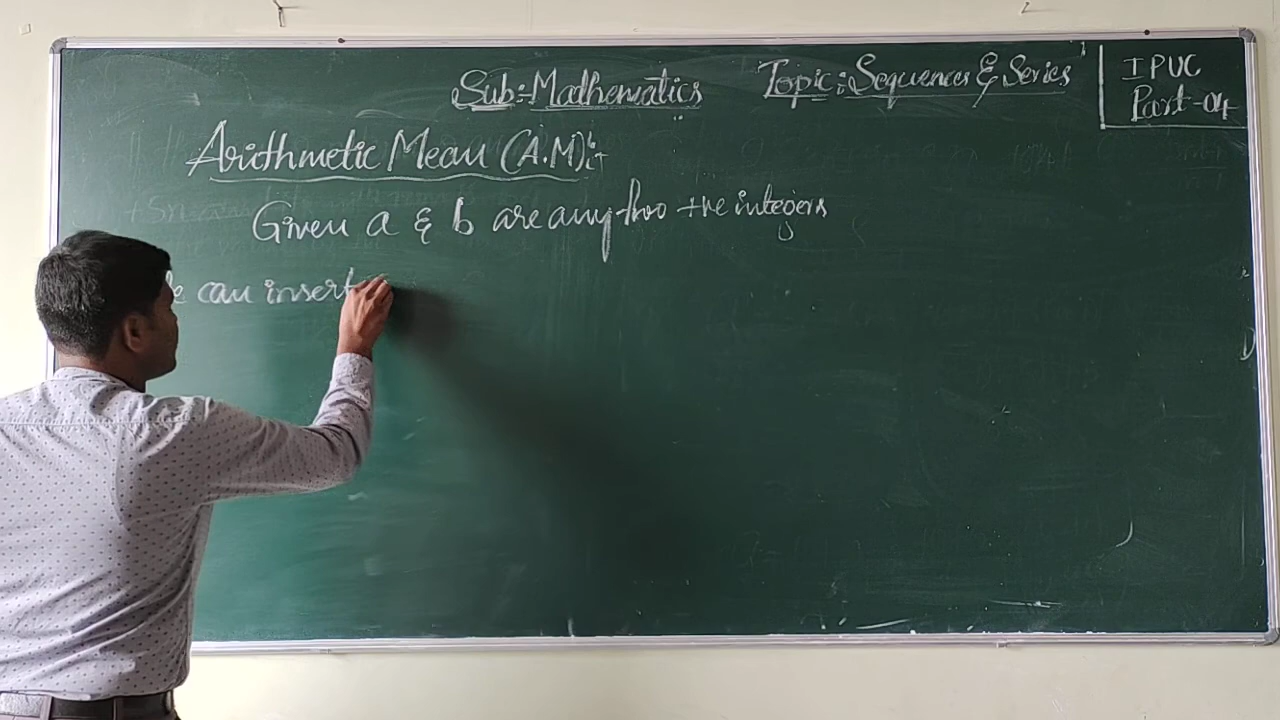 Sub:- Mathematics
Topic:- Sequences & Series
I PUC
Part-04
Arithmetic Mean (A.M):-
Given a & b are any two +ve integers
can insert